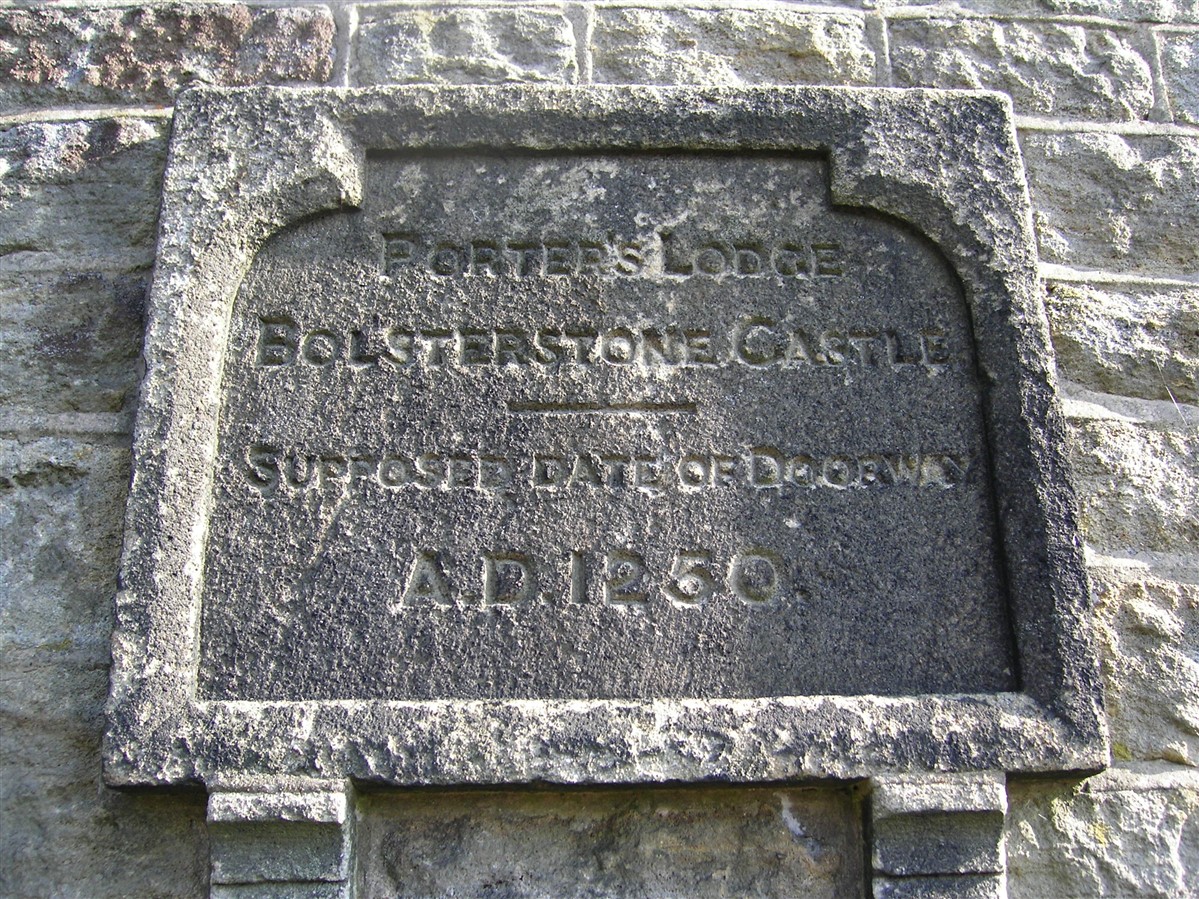 PORTER'S LODGE
BOLSTERSTONE CASTLE
SUPPOSED DATE OF DOORWAY
A.D. 1250.